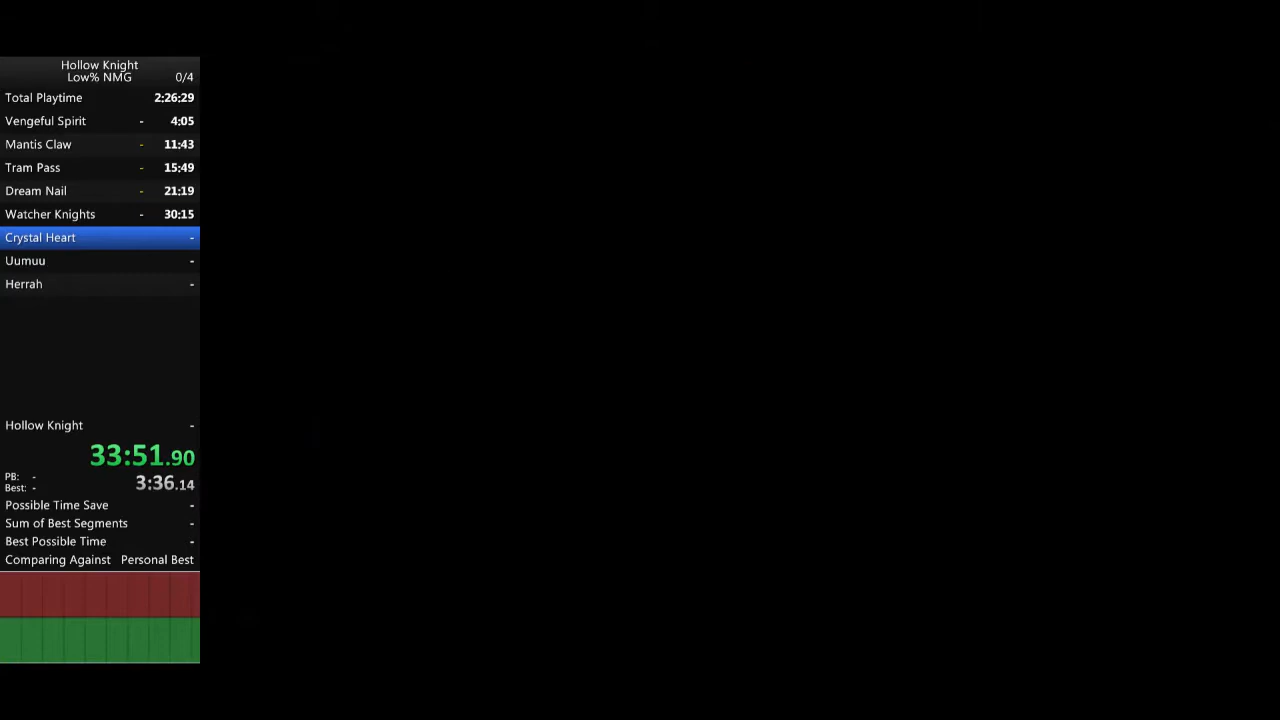 Hollow Knight
Low% NMG 0/4
Total Playtime 2:26:29
Vengeful Spirit - 4:05
Mantis Claw - 11:43
Tram Pass - 15:49
Dream Nail - 21:19
Watcher Knights - 30:15
Crystal Heart -
Uumuu -
Herrah -
Hollow Knight -
33:51.90
PB: -
Best: - 3:36.14
Possible Time Save -
Sum of Best Segments -
Best Possible Time -
Comparing Against Personal Best